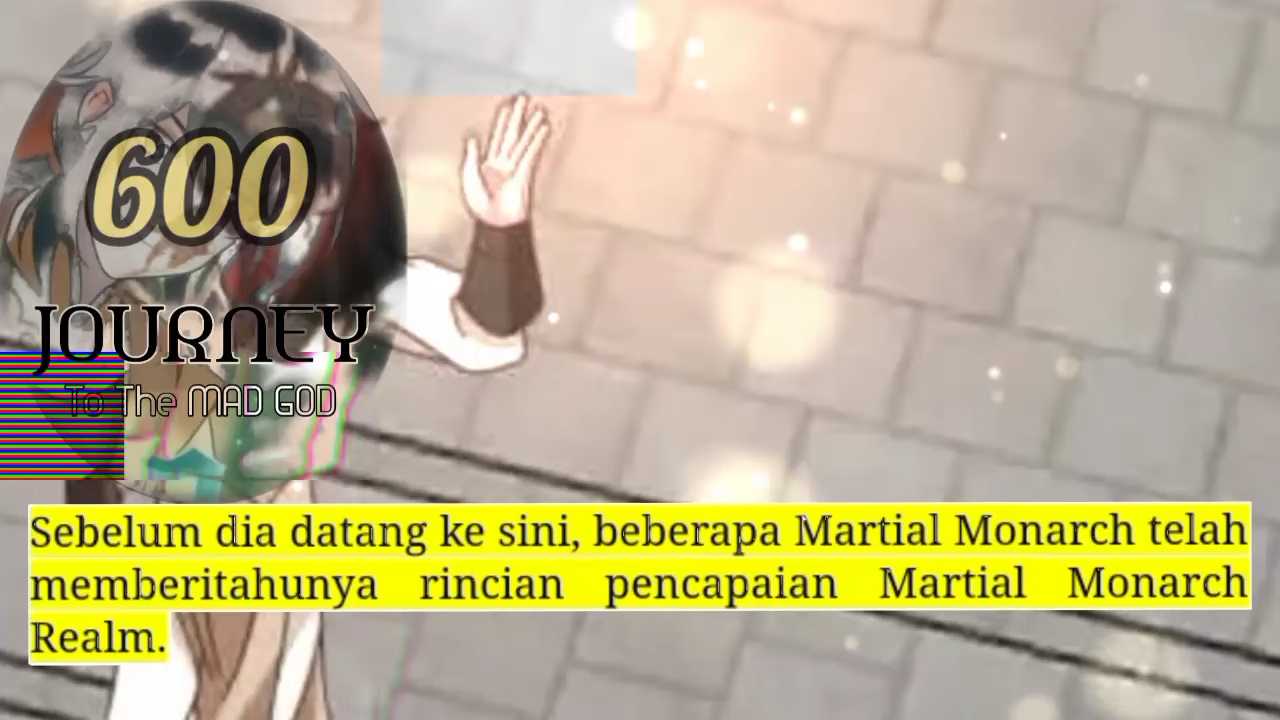 600
JOURNEY
To The MAD GOD
Sebelum dia datang ke sini, beberapa Martial Monarch telah
memberitahunya rincian pencapaian Martial Monarch
Realm.